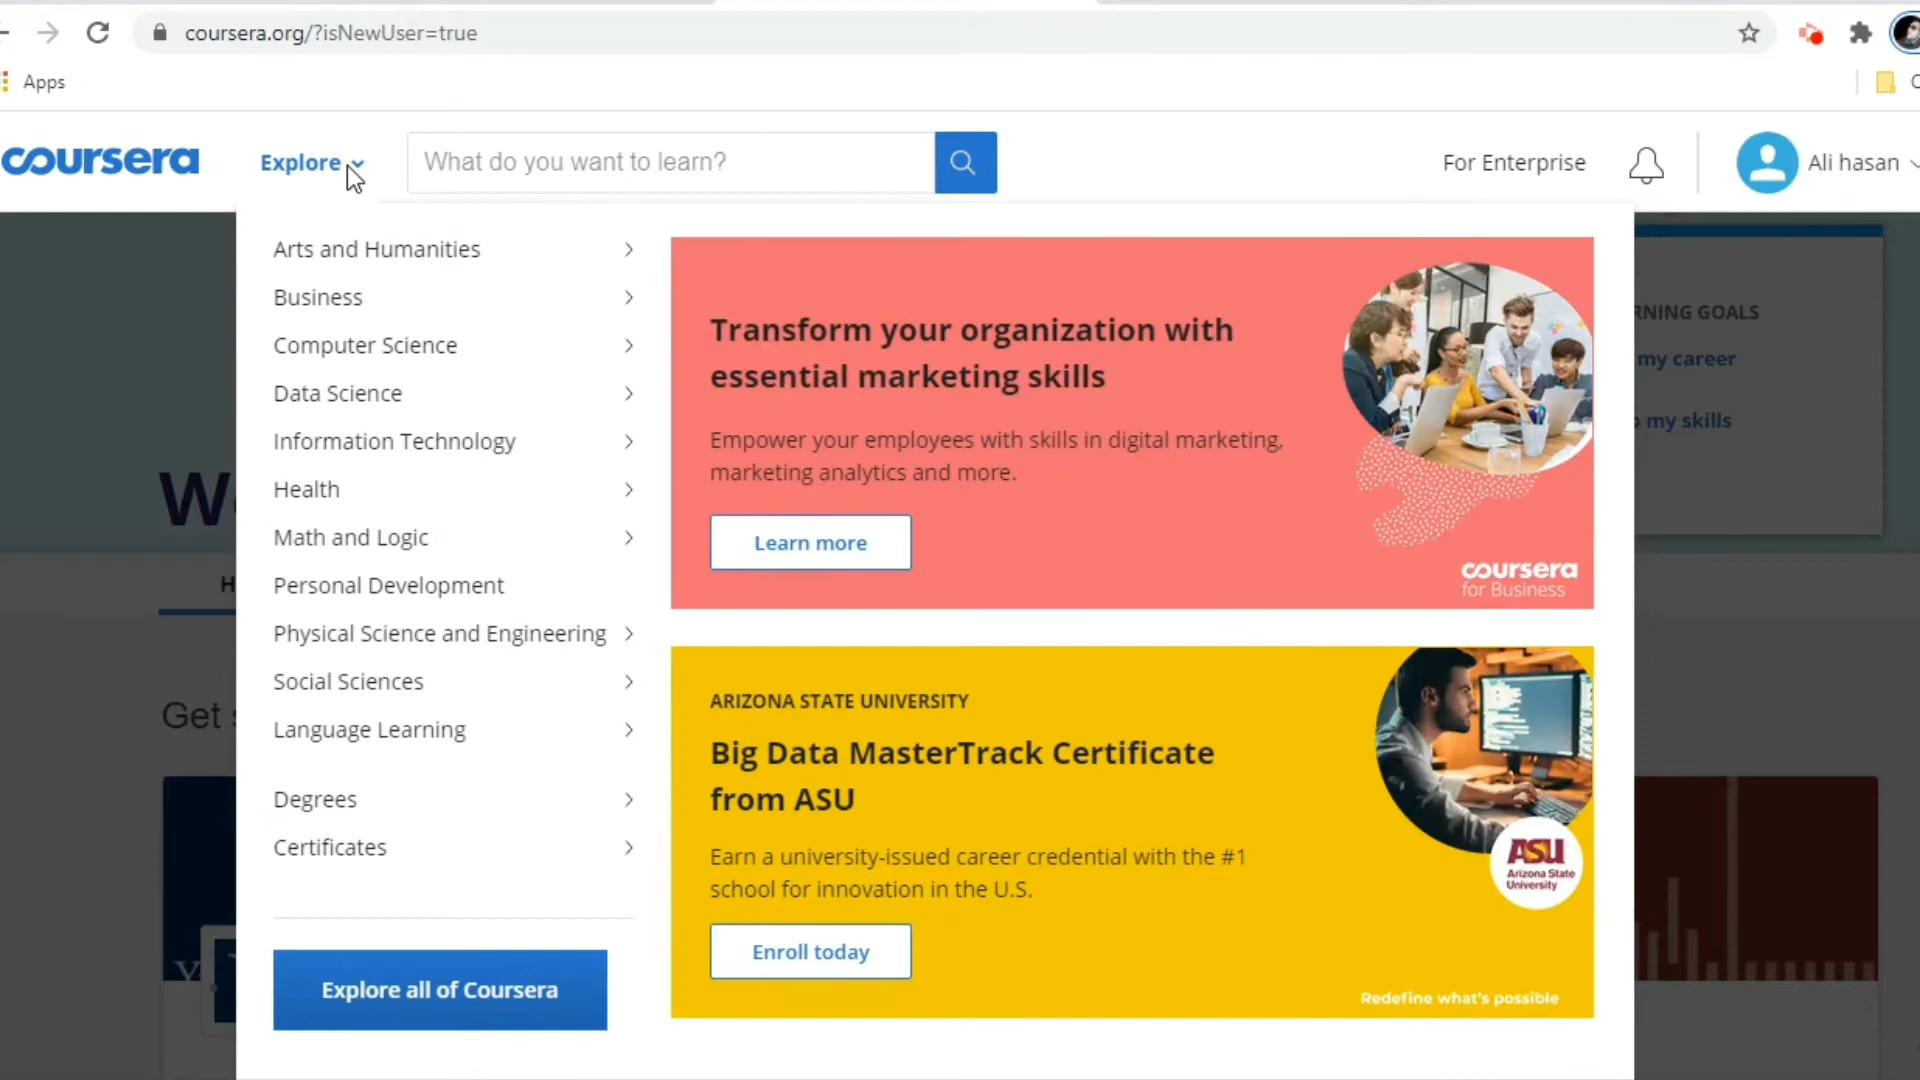 coursera.org/?isNewUser=true
Apps
coursera
Explore
What do you want to learn?
For Enterprise
Ali hasan
Arts and Humanities
Business
Computer Science
Data Science
Information Technology
Health
Math and Logic
Personal Development
Physical Science and Engineering
Social Sciences
Language Learning
Degrees
Certificates
Explore all of Coursera
Transform your organization with
essential marketing skills
Empower your employees with skills in digital marketing,
marketing analytics and more.
Learn more
coursera
for Business
ARIZONA STATE UNIVERSITY
Big Data MasterTrack Certificate
from ASU
Earn a university-issued career credential with the #1
school for innovation in the U.S.
Enroll today
ASU
Arizona State
University
Redefine what's possible
GOALS
my career
my skills
Get